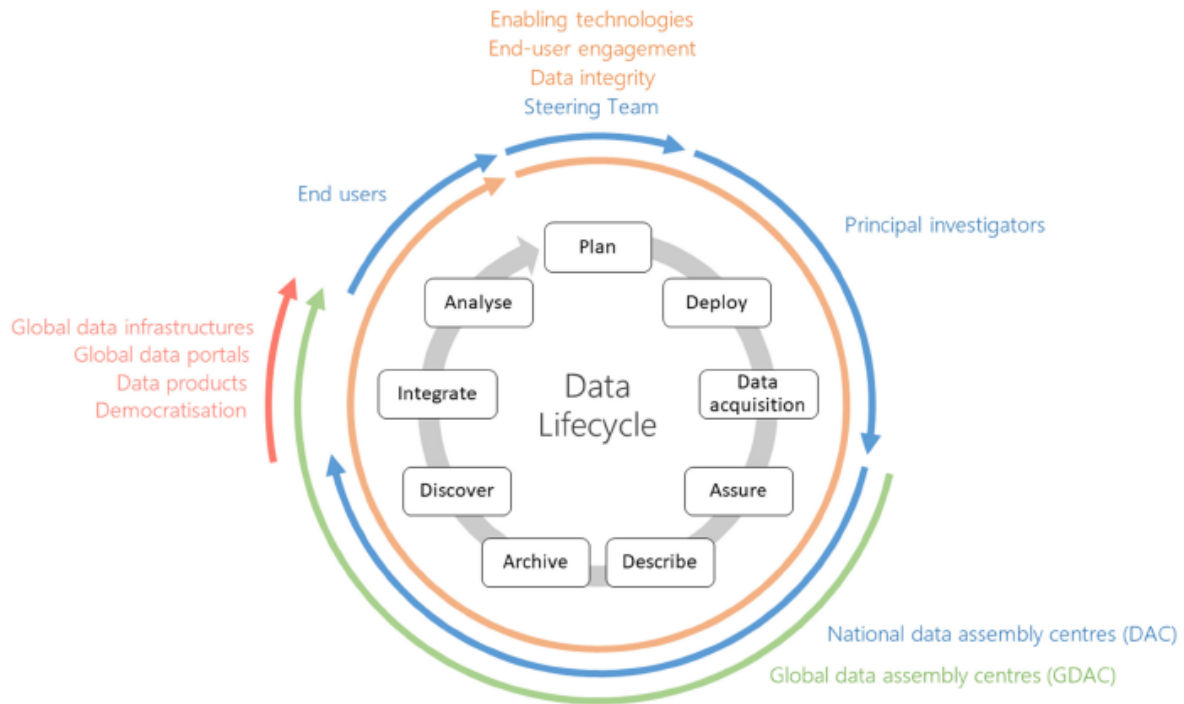 Enabling technologies
End-user engagement
Data integrity
Steering Team
End users
Principal investigators
Plan
Analyse
Deploy
Global data infrastructures
Global data portals
Data products
Democratisation
Integrate
Data
Lifecycle
Data
acquisition
Discover
Assure
Archive
Describe
National data assembly centres (DAC)
Global data assembly centres (GDAC)